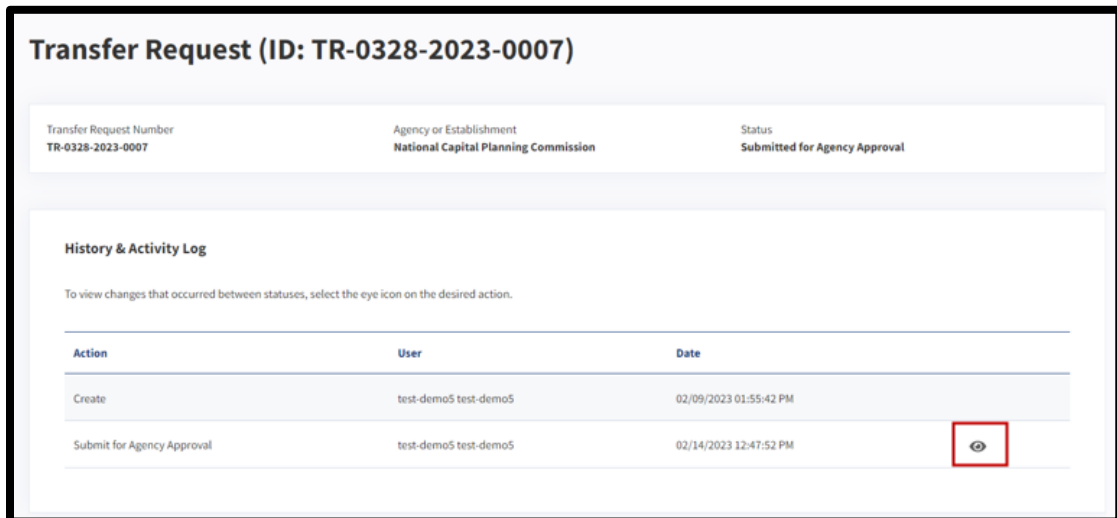 Transfer Request (ID: TR-0328-2023-0007)
Transfer Request Number Agency or Establishment Status
TR-0328-2023-0007 National Capital Planning Commission Submitted for Agency Approval
History & Activity Log
To view changes that occurred between statuses, select the eye icon on the desired action.
Action User Date
Create test-demo5 test-demo5 02/09/2023 01:55:42 PM
Submit for Agency Approval test-demo5 test-demo5 02/14/2023 12:47:52 PM